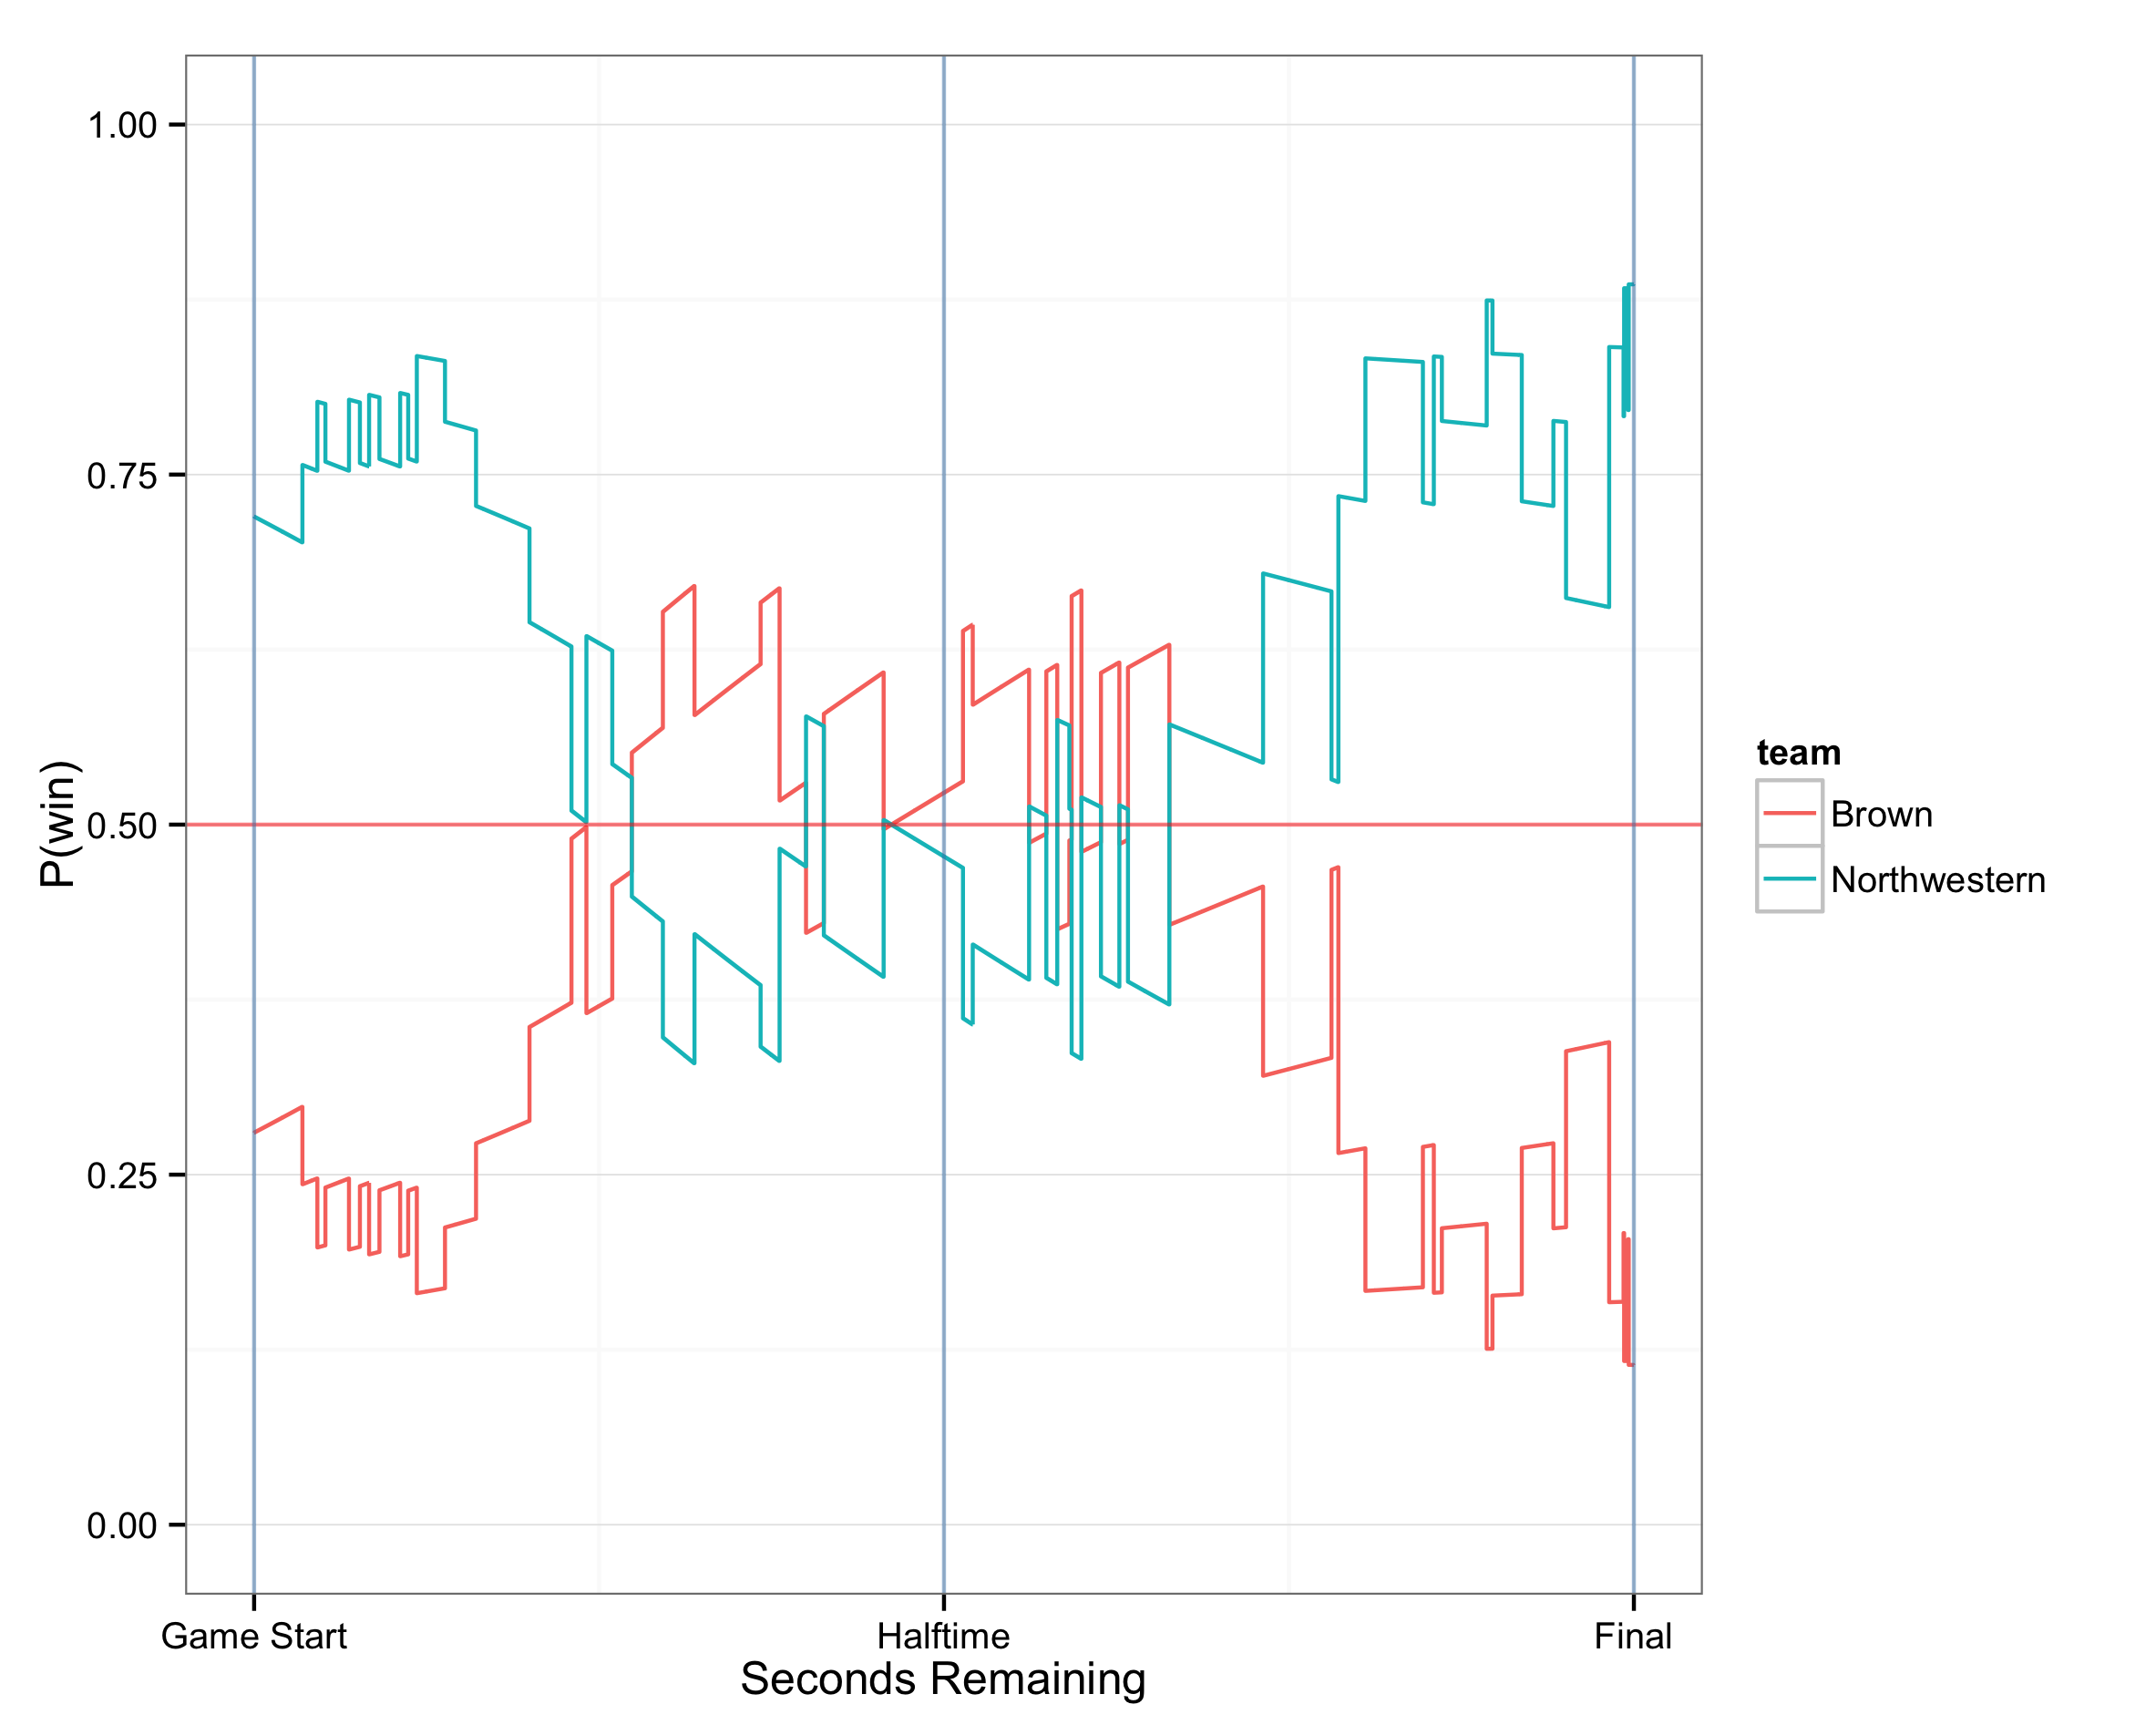 1.00
0.75
0.50
0.25
0.00
P(win)
Game Start
Halftime
Final
Seconds Remaining
team
Brown
Northwestern